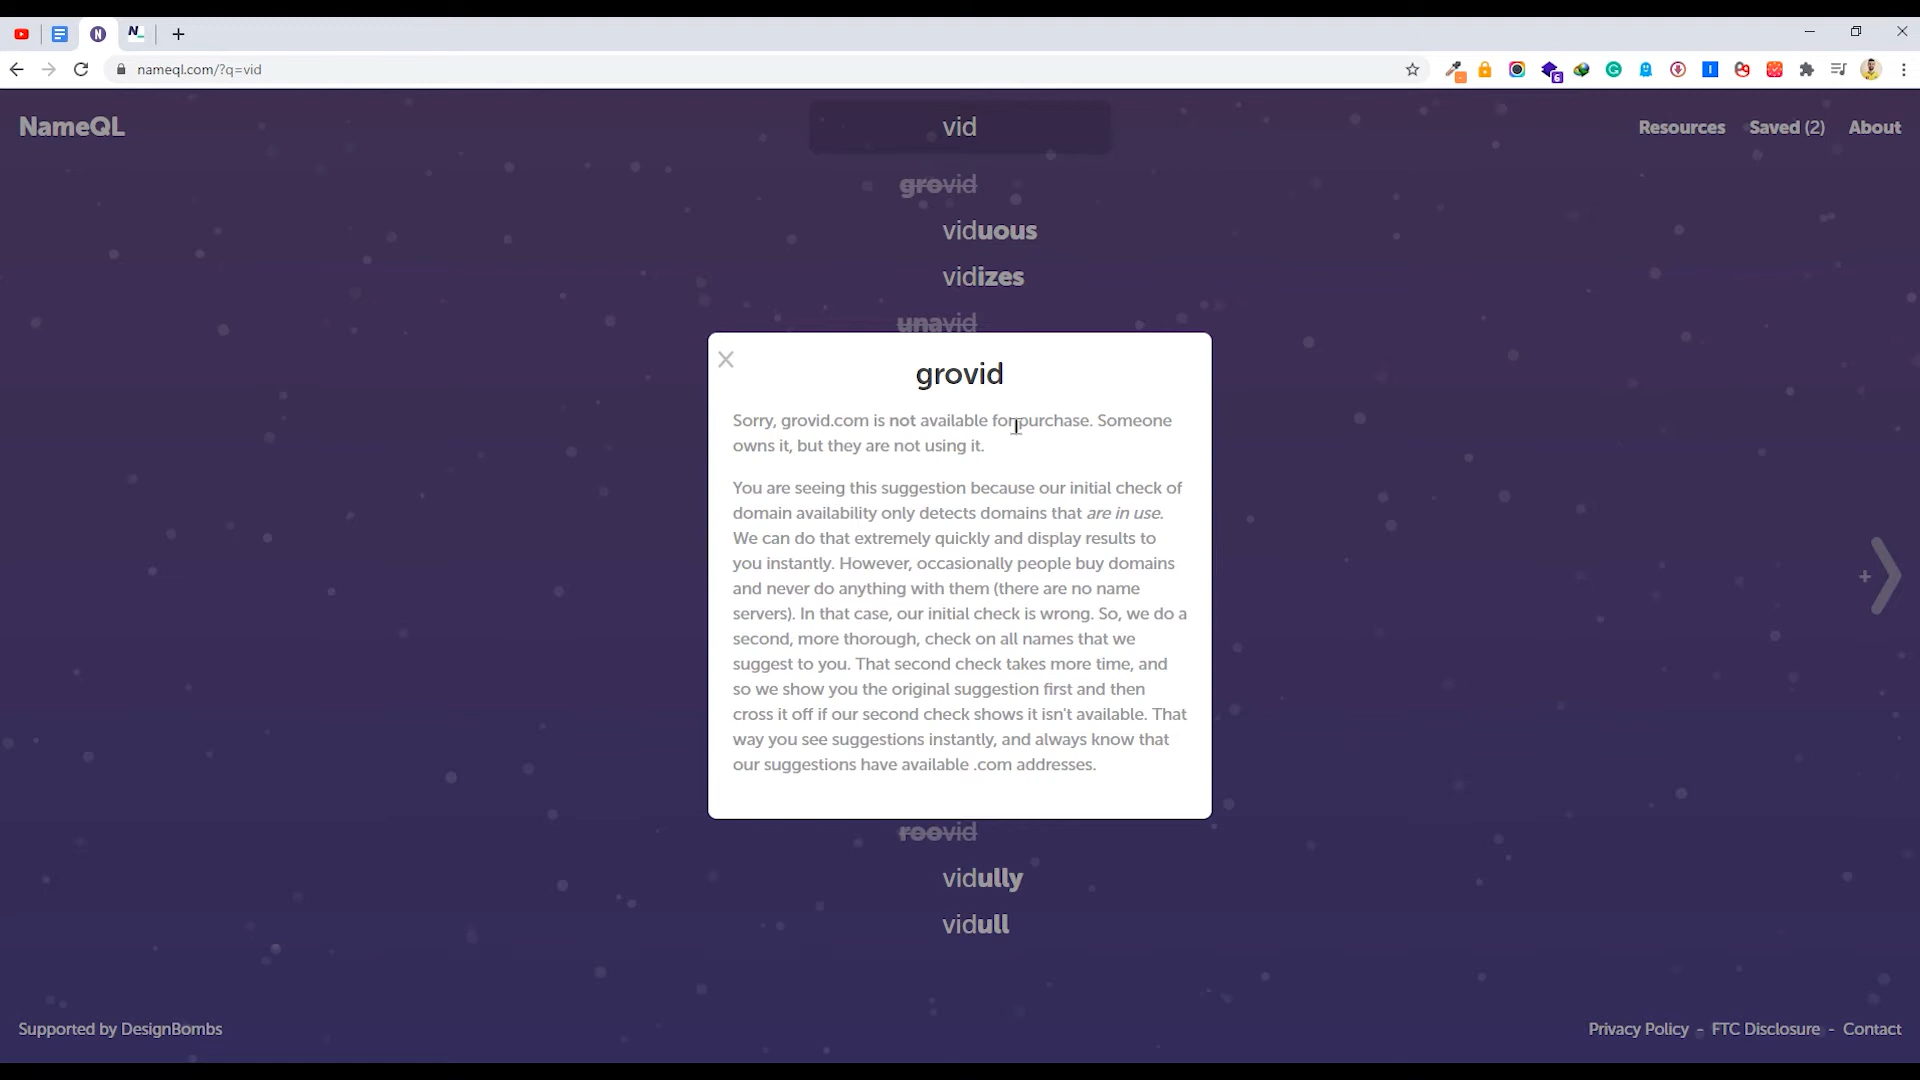 nameql.com/?q=vid
6
NameQL
vid
Resources
Saved (2)
About
grovid
viduous
vidizes
unavid
grovid
Sorry, grovid.com is not available for purchase. Someone
owns it, but they are not using it.
You are seeing this suggestion because our initial check of
domain availability only detects domains that are in use.
We can do that extremely quickly and display results to
you instantly. However, occasionally people buy domains
and never do anything with them (there are no name
servers). In that case, our initial check is wrong. So, we do a
second, more thorough, check on all names that we
suggest to you. That second check takes more time, and
so we show you the original suggestion first and then
cross it off if our second check shows it isn't available. That
way you see suggestions instantly, and always know that
our suggestions have available .com addresses.
roovid
vidully
vidull
Supported by DesignBombs
Privacy Policy - FTC Disclosure - Contact